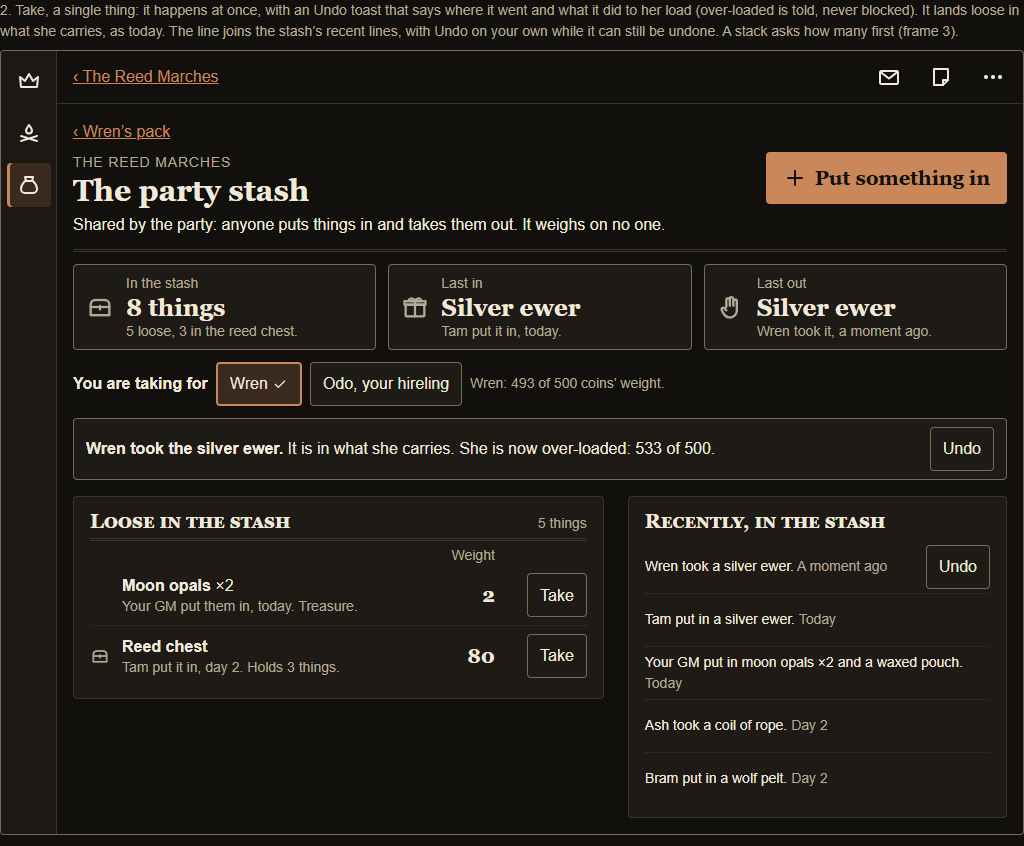 2. Take, a single thing: it happens at once, with an Undo toast that says where it went and what it did to her load (over-loaded is told, never blocked). It lands loose in
what she carries, as today. The line joins the stash’s recent lines, with Undo on your own while it can still be undone. A stack asks how many first (frame 3).
‹ The Reed Marches
‹ Wren’s pack
THE REED MARCHES
The party stash
Shared by the party: anyone puts things in and takes them out. It weighs on no one.
+ Put something in
In the stash
8 things
5 loose, 3 in the reed chest.
Last in
Silver ewer
Tam put it in, today.
Last out
Silver ewer
Wren took it, a moment ago.
You are taking for
Wren ✓
Odo, your hireling
Wren: 493 of 500 coins’ weight.
Wren took the silver ewer. It is in what she carries. She is now over-loaded: 533 of 500.
Undo
Loose in the stash
5 things
Weight
Moon opals ×2
Your GM put them in, today. Treasure.
2
Take
Reed chest
Tam put it in, day 2. Holds 3 things.
80
Take
Recently, in the stash
Wren took a silver ewer. A moment ago
Undo
Tam put in a silver ewer. Today
Your GM put in moon opals ×2 and a waxed pouch.
Today
Ash took a coil of rope. Day 2
Bram put in a wolf pelt. Day 2